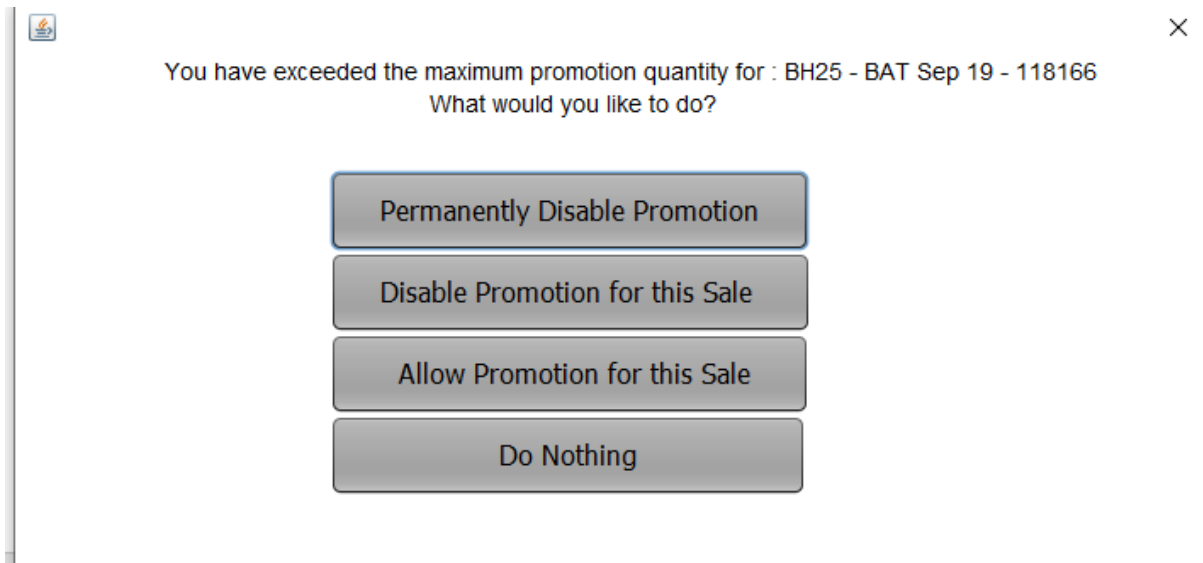 You have exceeded the maximum promotion quantity for : BH25 - BAT Sep 19 - 118166
What would you like to do?
Permanently Disable Promotion
Disable Promotion for this Sale
Allow Promotion for this Sale
Do Nothing